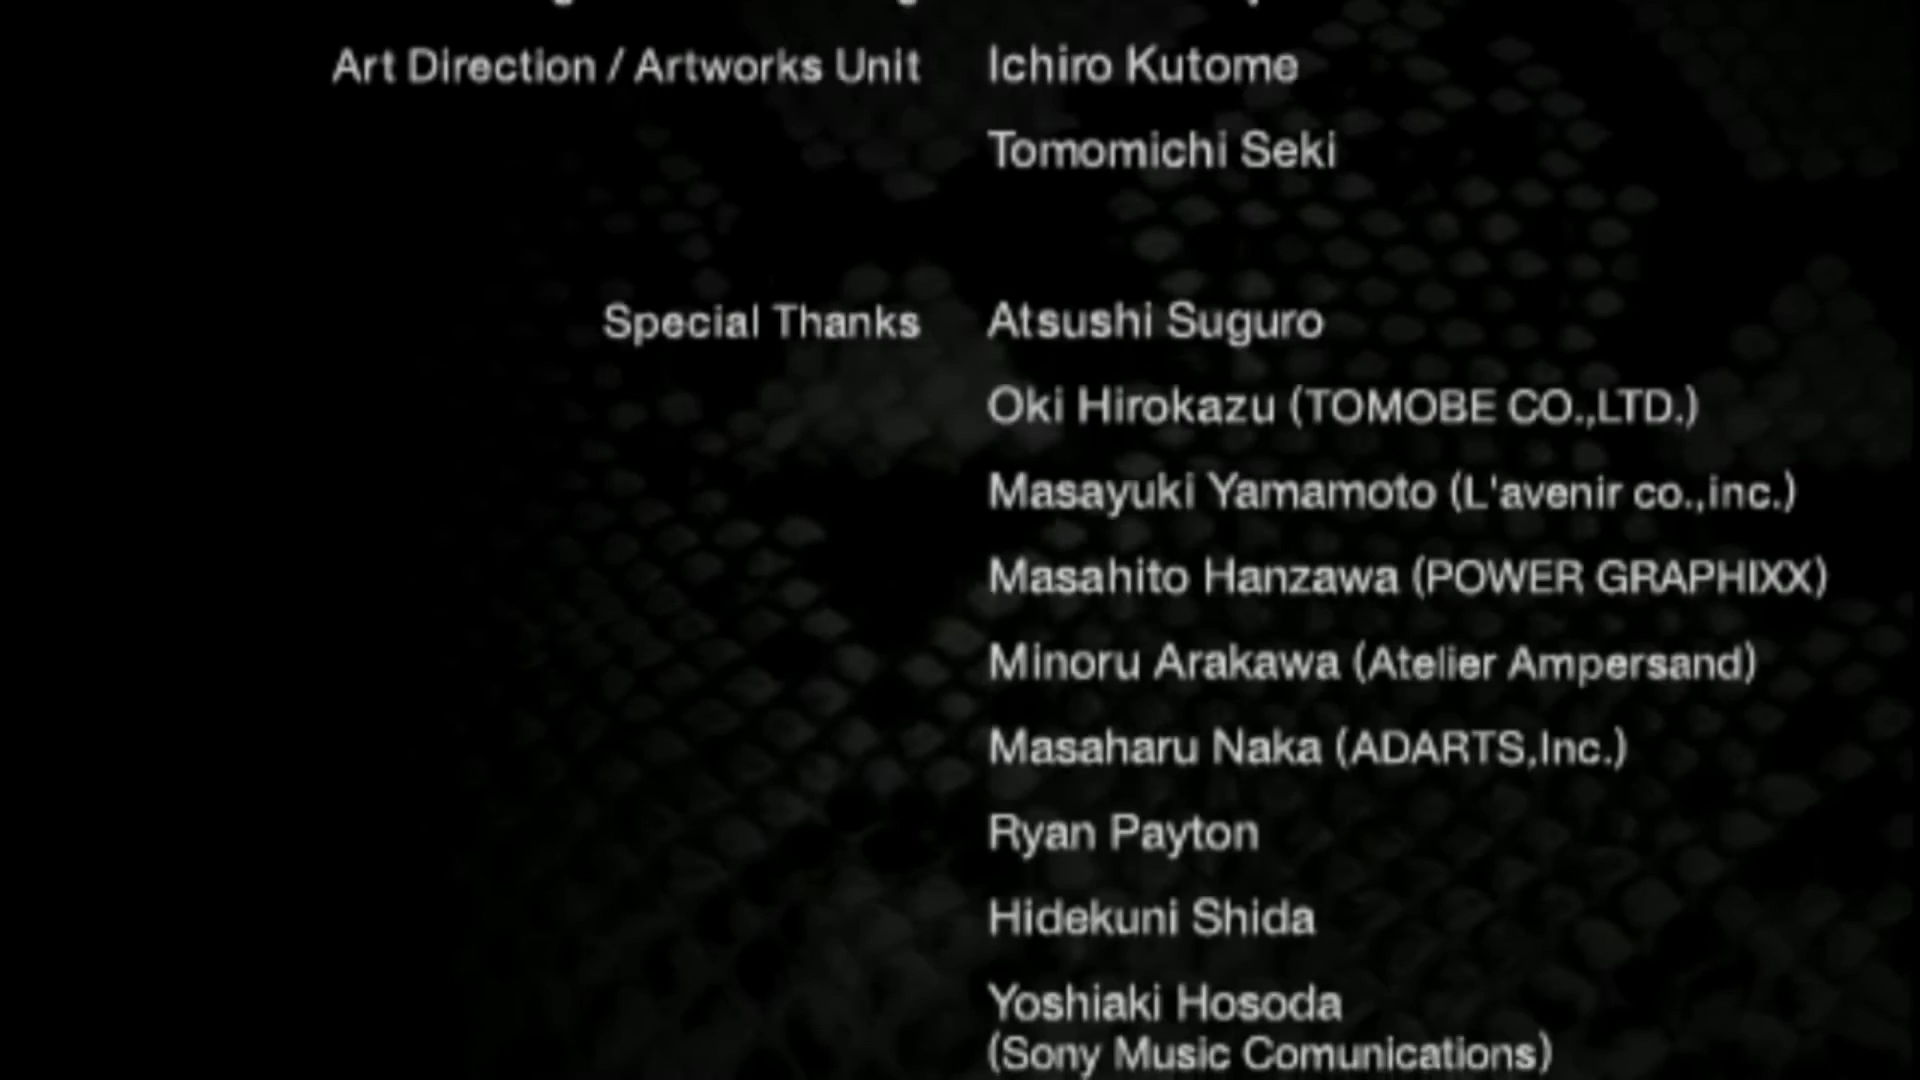 Art Direction / Artworks Unit Ichiro Kutome
Tomomichi Seki
Special Thanks Atsushi Suguro
Oki Hirokazu (TOMOBE CO.,LTD.)
Masayuki Yamamoto (L'avenir co.,inc.)
Masahito Hanzawa (POWER GRAPHIXX)
Minoru Arakawa (Atelier Ampersand)
Masaharu Naka (ADARTS,Inc.)
Ryan Payton
Hidekuni Shida
Yoshiaki Hosoda
(Sony Music Comunications)